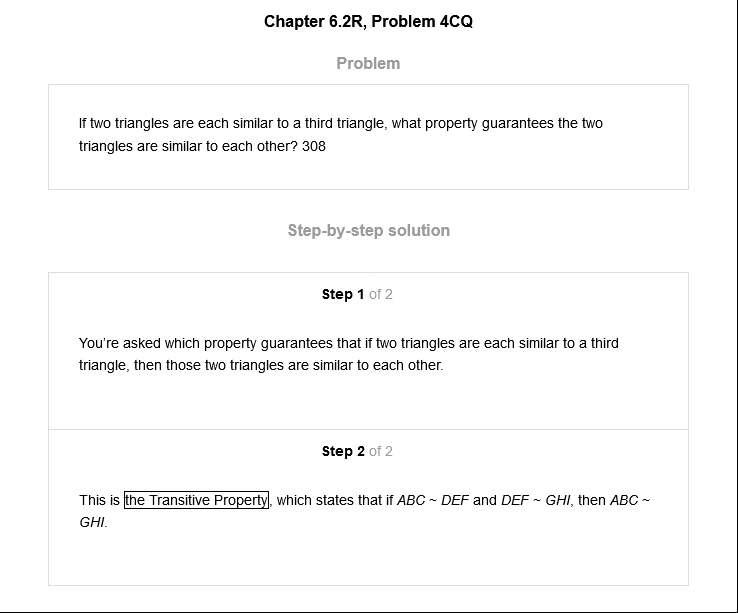 Chapter 6.2R, Problem 4CQ
Problem
If two triangles are each similar to a third triangle, what property guarantees the two
triangles are similar to each other? 308
Step-by-step solution
Step 1 of 2
You’re asked which property guarantees that if two triangles are each similar to a third
triangle, then those two triangles are similar to each other.
Step 2 of 2
This is the Transitive Property, which states that if ABC ~ DEF and DEF ~ GHI, then ABC ~
GHI.